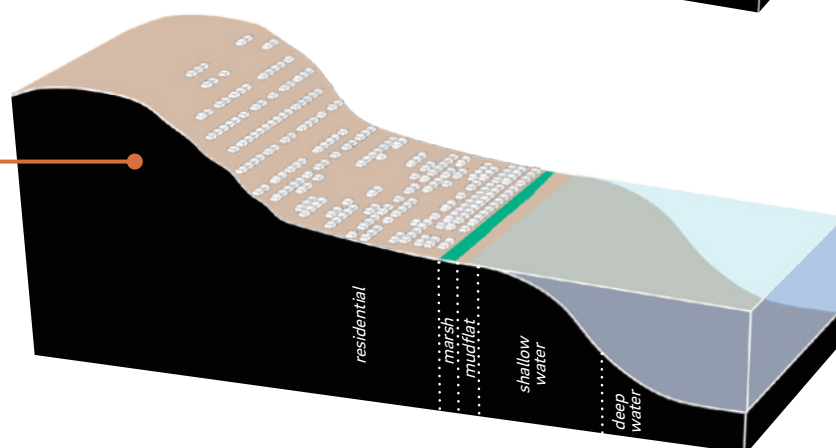 residential
marsh
mudflat
shallow
water
deep
water